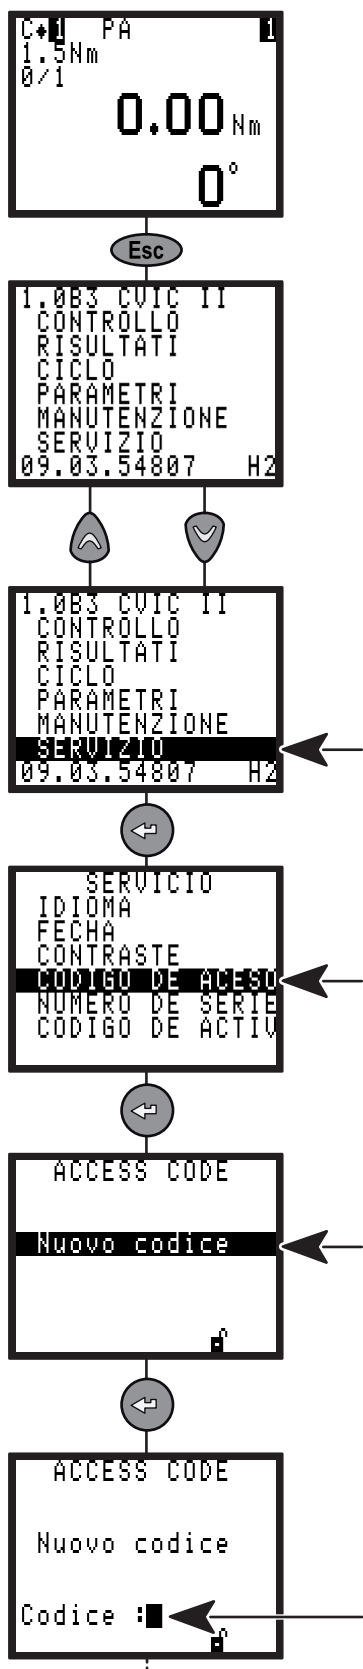 C♦1 PA 1
1.5Nm
0/1
0.00 Nm
0°
Esc
1.0B3 CVIC II
CONTROLLO
RISULTATI
CICLO
PARAMETRI
MANUTENZIONE
SERVIZIO
09.03.54807 H2
1.0B3 CVIC II
CONTROLLO
RISULTATI
CICLO
PARAMETRI
MANUTENZIONE
SERVIZIO
09.03.54807 H2
SERVICIO
IDIOMA
FECHA
CONTRASTE
CODIGO DE ACESO
NUMERO DE SERIE
CODIGO DE ACTIV
ACCESS CODE
Nuovo codice
ACCESS CODE
Nuovo codice
Codice :